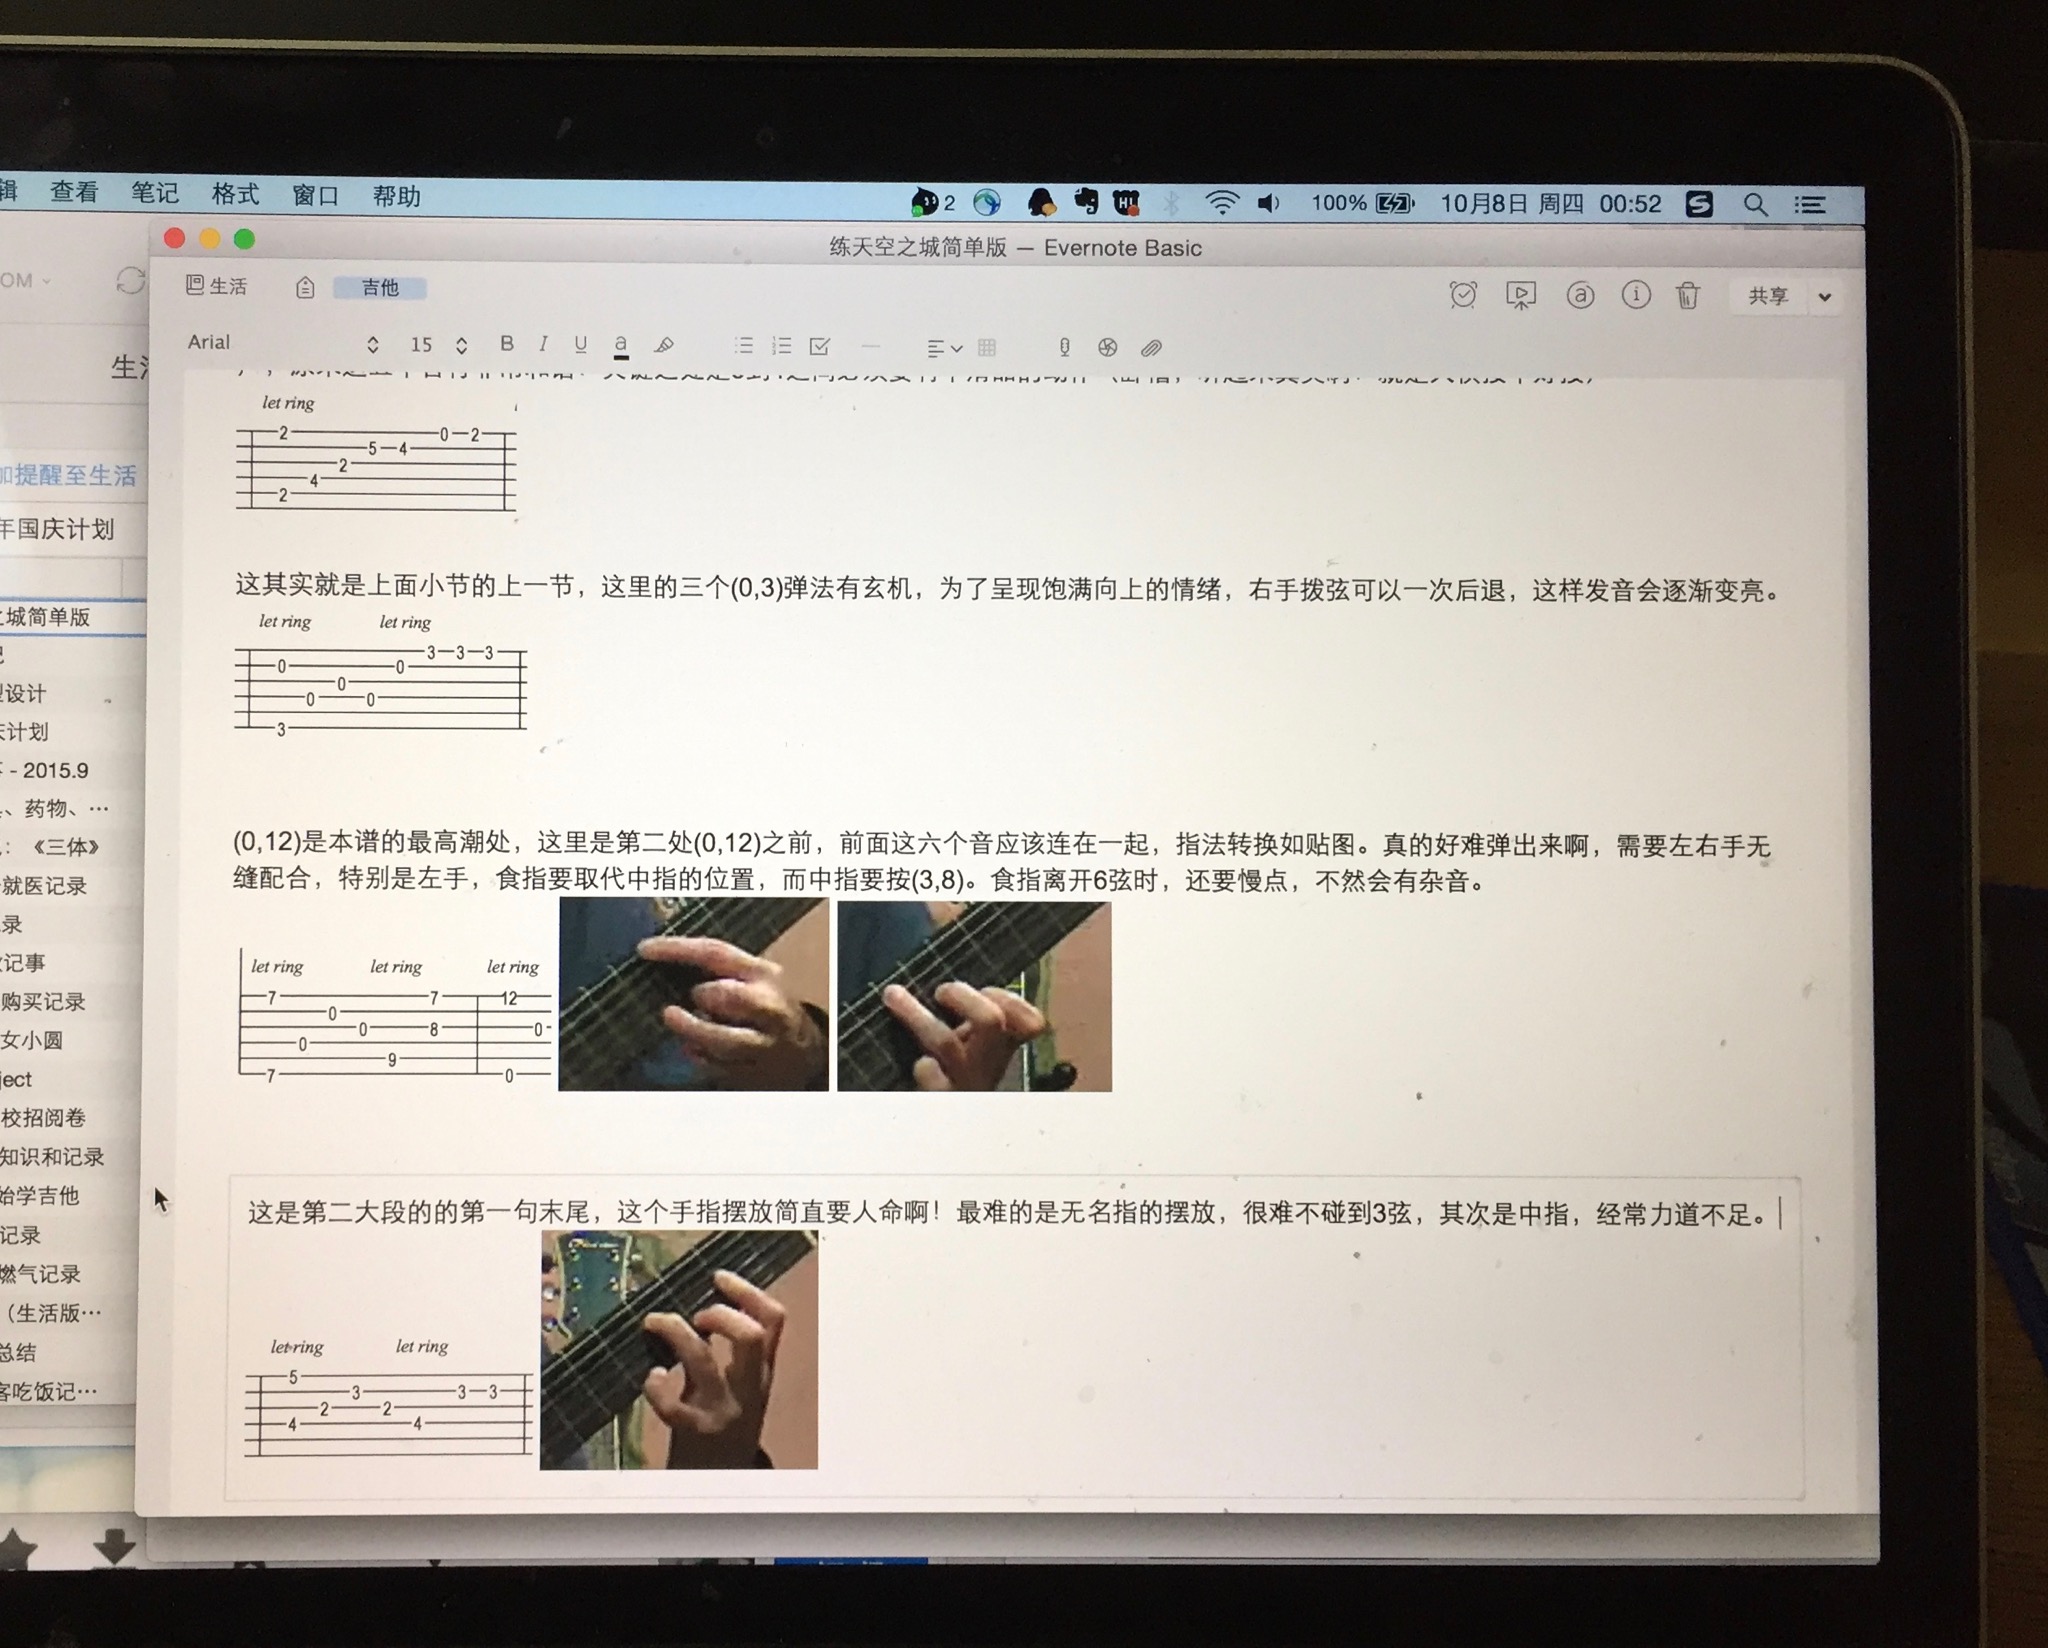 查看 笔记 格式 窗口 帮助 2 100% 10月8日 周四 00:52
练天空之城简单版 — Evernote Basic
生活 吉他 共享
Arial 15 B I U a
let ring
2 0 2
5 4
2
4
2
这其实就是上面小节的上一节，这里的三个(0,3)弹法有玄机，为了呈现饱满向上的情绪，右手拨弦可以一次后退，这样发音会逐渐变亮。
let ring let ring
3 3 3
0 0
0
0 0
3
(0,12)是本谱的最高潮处，这里是第二处(0,12)之前，前面这六个音应该连在一起，指法转换如贴图。真的好难弹出来啊，需要左右手无
缝配合，特别是左手，食指要取代中指的位置，而中指要按(3,8)。食指离开6弦时，还要慢点，不然会有杂音。
let ring let ring let ring
7 7 12
0
0 8 0
0
9
7 0
这是第二大段的的第一句末尾，这个手指摆放简直要人命啊！最难的是无名指的摆放，很难不碰到3弦，其次是中指，经常力道不足。
let ring let ring
5
3 3 3
2 2
4 4
加提醒至生活
年国庆计划
之城简单版
型设计
计划
- 2015.9
、药物、…
：《三体》
就医记录
录
记事
购买记录
女小圆
ject
校招阅卷
知识和记录
始学吉他
记录
燃气记录
（生活版…
总结
客吃饭记…